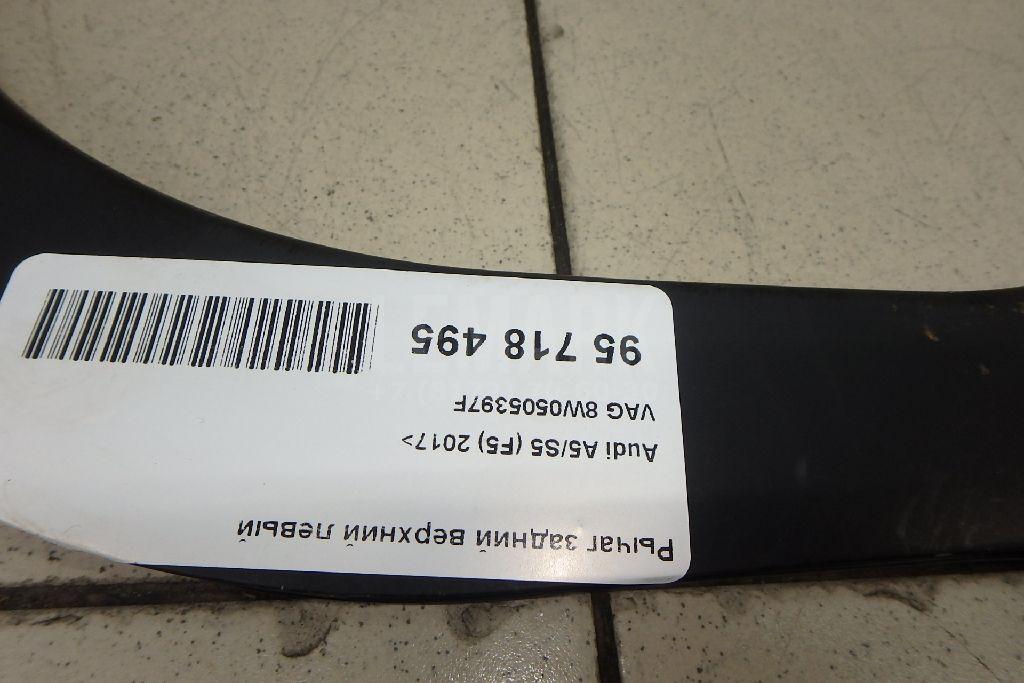 Рычаг задний верхний левый
Audi A5/S5 (F5) 2017>
VAG 8W0505397F
95 718 495